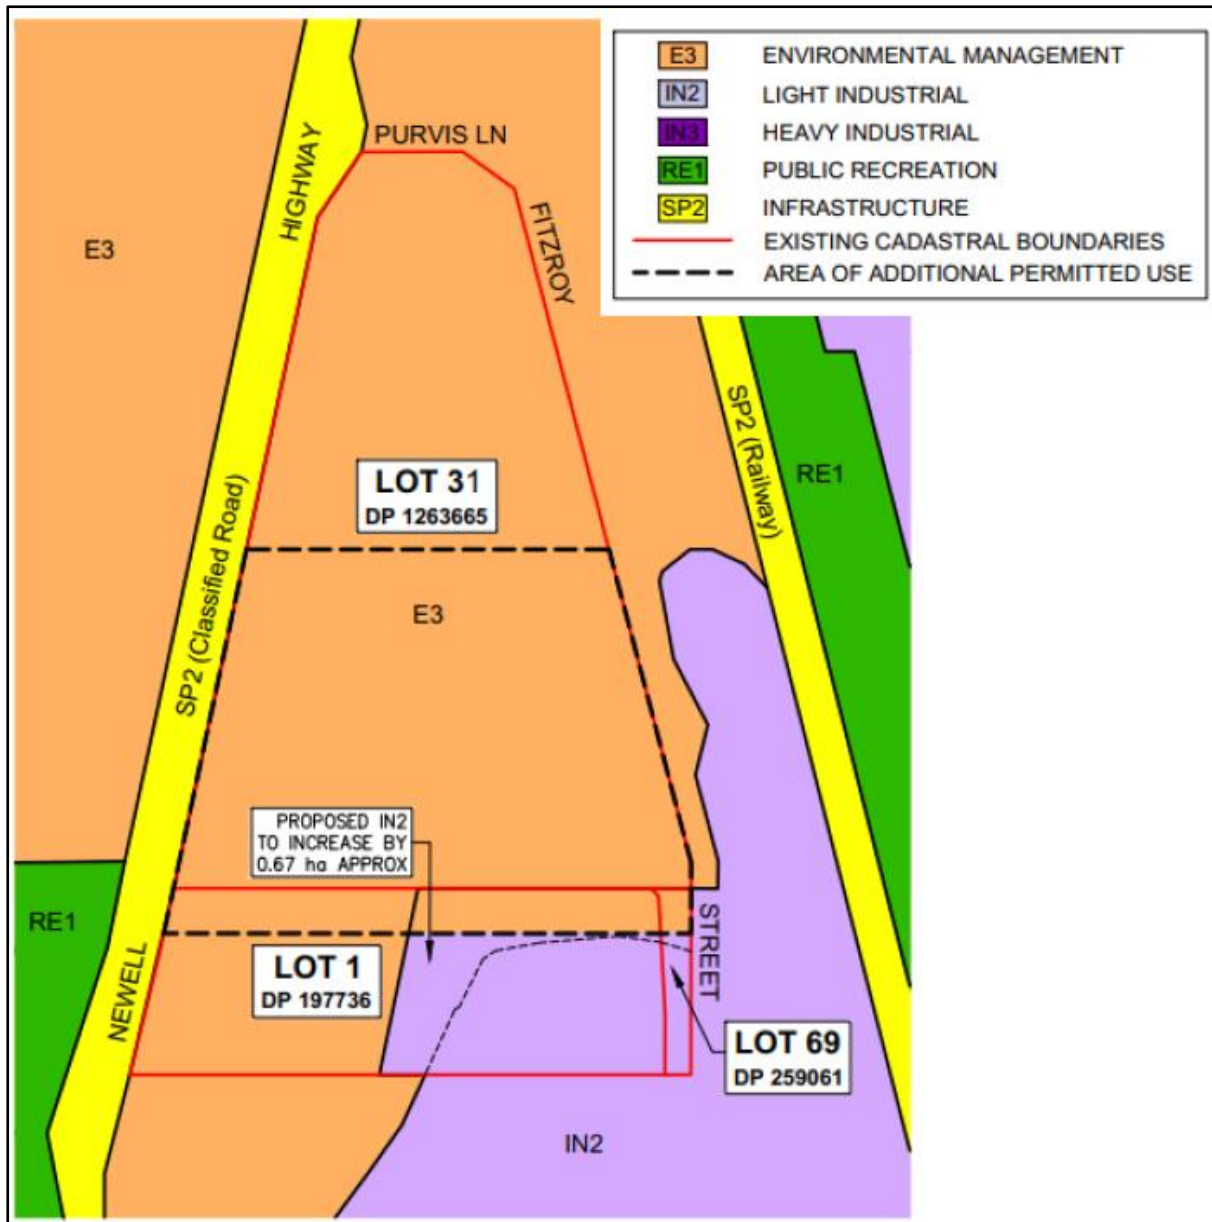 E3 ENVIRONMENTAL MANAGEMENT
IN2 LIGHT INDUSTRIAL
IN3 HEAVY INDUSTRIAL
RE1 PUBLIC RECREATION
SP2 INFRASTRUCTURE
EXISTING CADASTRAL BOUNDARIES
AREA OF ADDITIONAL PERMITTED USE
PURVIS LN
HIGHWAY
FITZROY
E3
SP2 (Railway)
RE1
LOT 31
DP 1263665
SP2 (Classified Road)
E3
PROPOSED IN2
TO INCREASE BY
0.67 ha APPROX
RE1
STREET
LOT 1
DP 197736
NEWELL
LOT 69
DP 259061
IN2